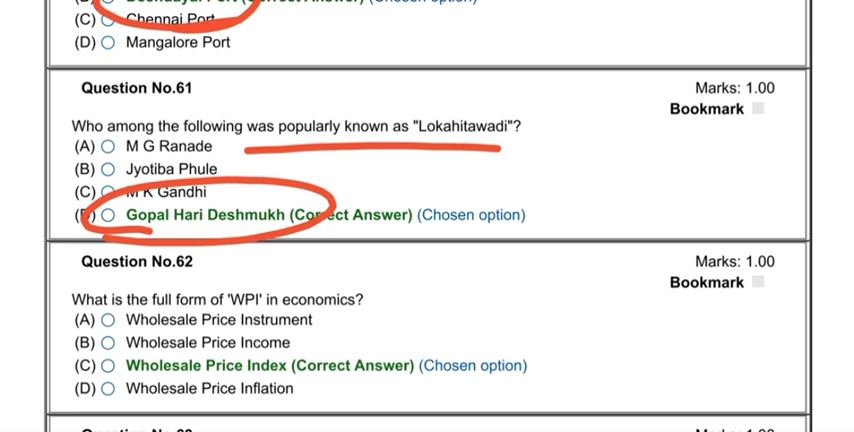 (C) Chennai Port
(D) Mangalore Port
Question No.61 Marks: 1.00
Bookmark
Who among the following was popularly known as "Lokahitawadi"?
(A) M G Ranade
(B) Jyotiba Phule
(C) M K Gandhi
(D) Gopal Hari Deshmukh (Correct Answer) (Chosen option)
Question No.62 Marks: 1.00
Bookmark
What is the full form of 'WPI' in economics?
(A) Wholesale Price Instrument
(B) Wholesale Price Income
(C) Wholesale Price Index (Correct Answer) (Chosen option)
(D) Wholesale Price Inflation